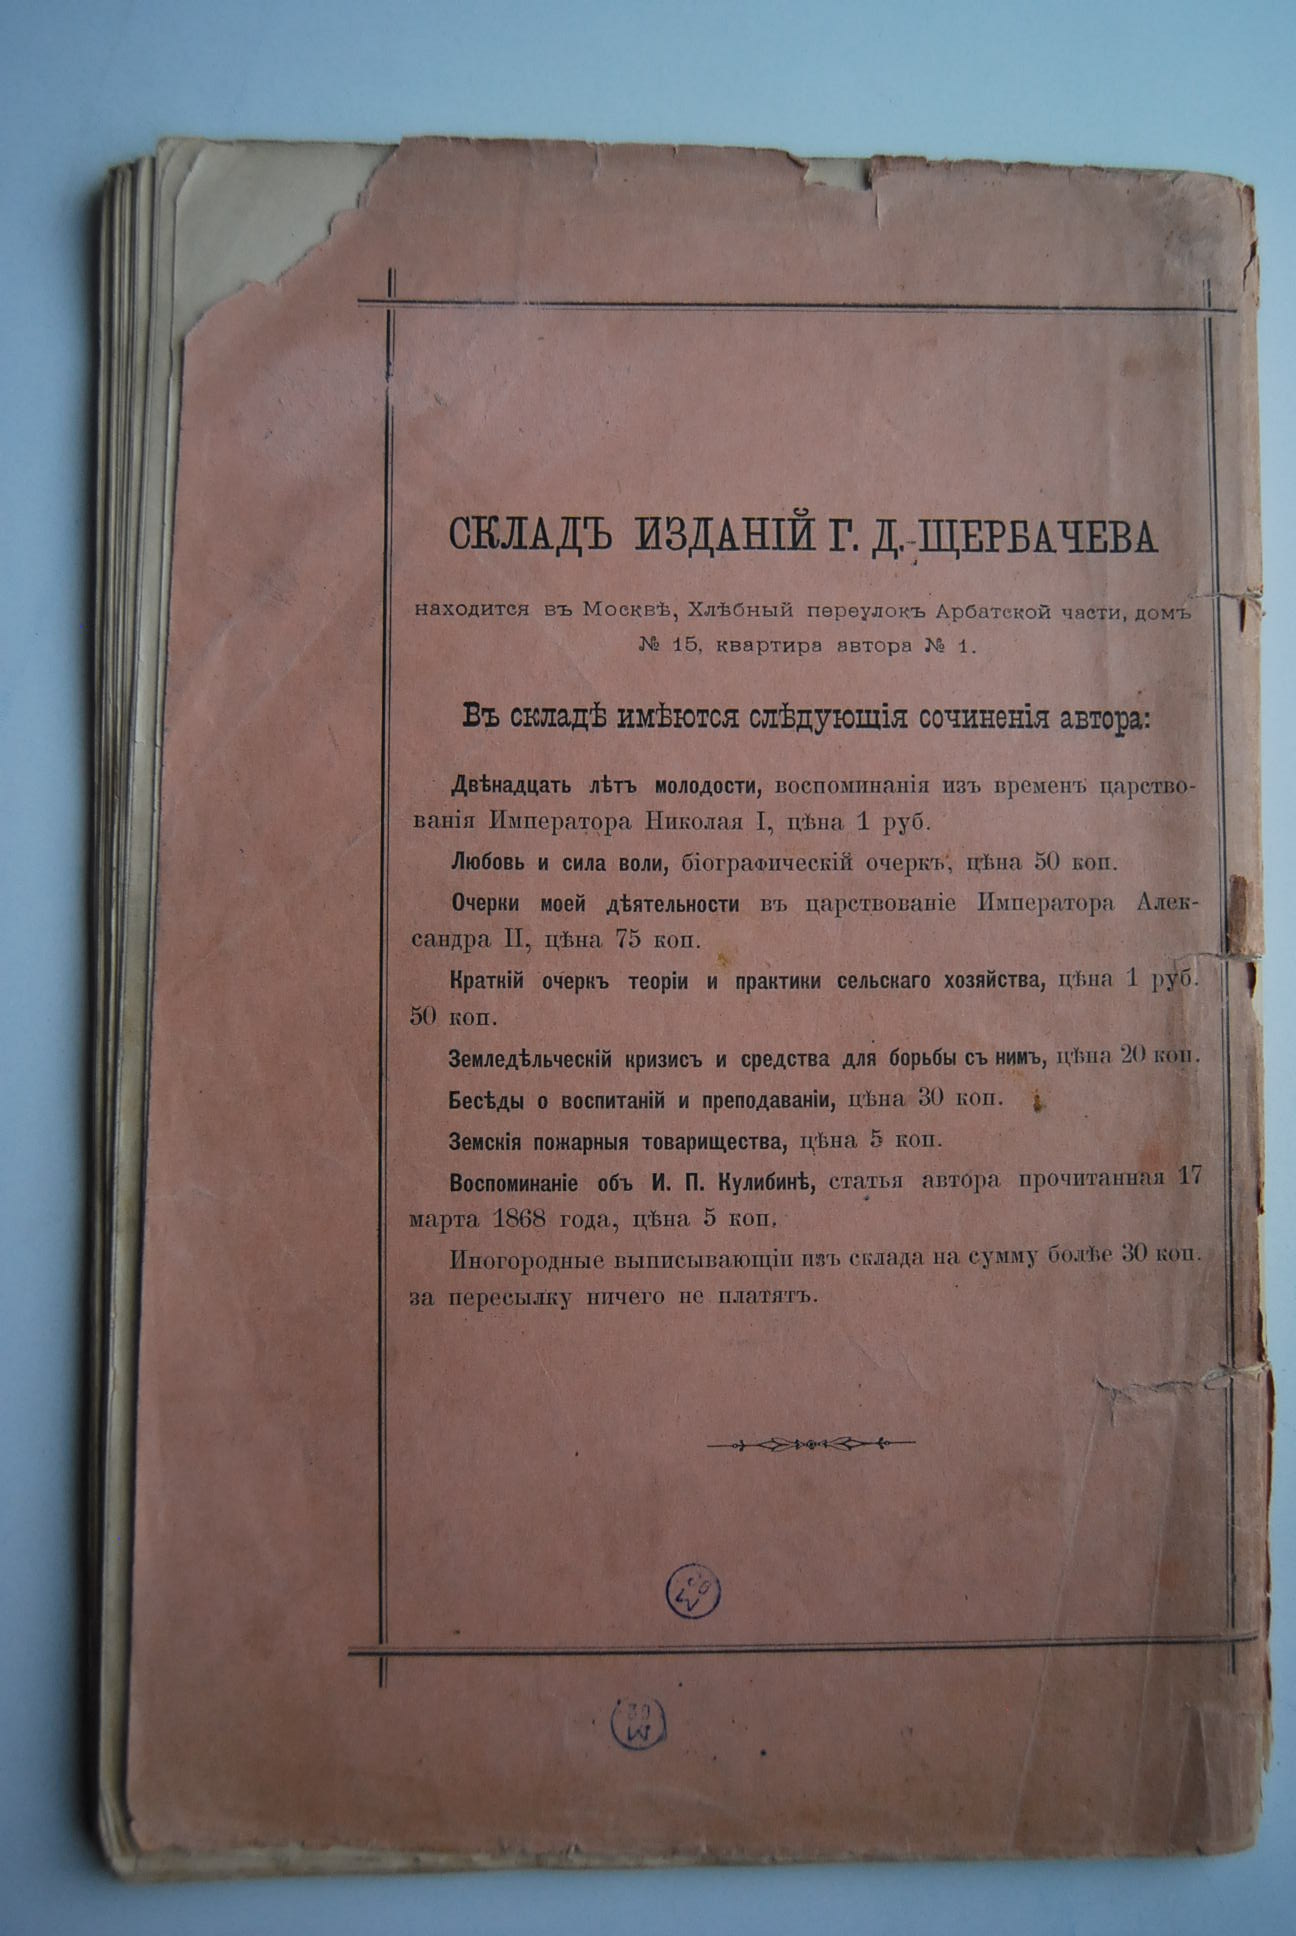 СКЛАДЪ ИЗДАНІЙ Г. Д. ЩЕРБАЧЕВА
находится въ Москвѣ, Хлѣбный переулокъ Арбатской части, домъ
№ 15, квартира автора № 1.
Въ складѣ имѣются слѣдующія сочиненія автора:
Двѣнадцать лѣтъ молодости, воспоминанія изъ временъ царство-
ванія Императора Николая I, цѣна 1 руб.
Любовь и сила воли, біографическій очеркъ, цѣна 50 коп.
Очерки моей дѣятельности въ царствованіе Императора Алек-
сандра II, цѣна 75 коп.
Краткій очеркъ теоріи и практики сельскаго хозяйства, цѣна 1 руб.
50 коп.
Земледѣльческій кризисъ и средства для борьбы съ нимъ, цѣна 20 коп.
Бесѣды о воспитаній и преподаваніи, цѣна 30 коп.
Земскія пожарныя товарищества, цѣна 5 коп.
Воспоминаніе объ И. П. Кулибинѣ, статья автора прочитанная 17
марта 1868 года, цѣна 5 коп.
Иногородные выписывающіи изъ склада на сумму болѣе 30 коп.
за пересылку ничего не платятъ.